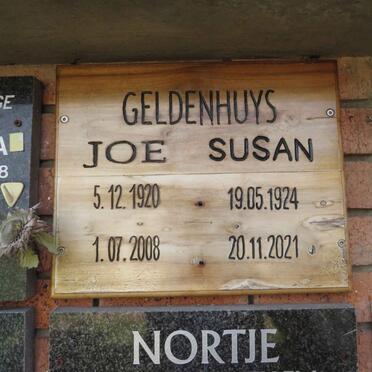 GELDENHUYS
JOE SUSAN
5.12.1920 19.05.1924
1.07.2008 20.11.2021
NORTJE